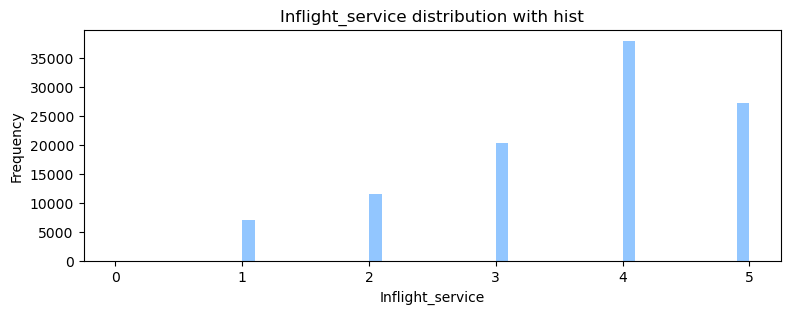 Inflight_service distribution with hist
35000
30000
25000
20000
15000
10000
5000
0
Frequency
0 1 2 3 4 5
Inflight_service